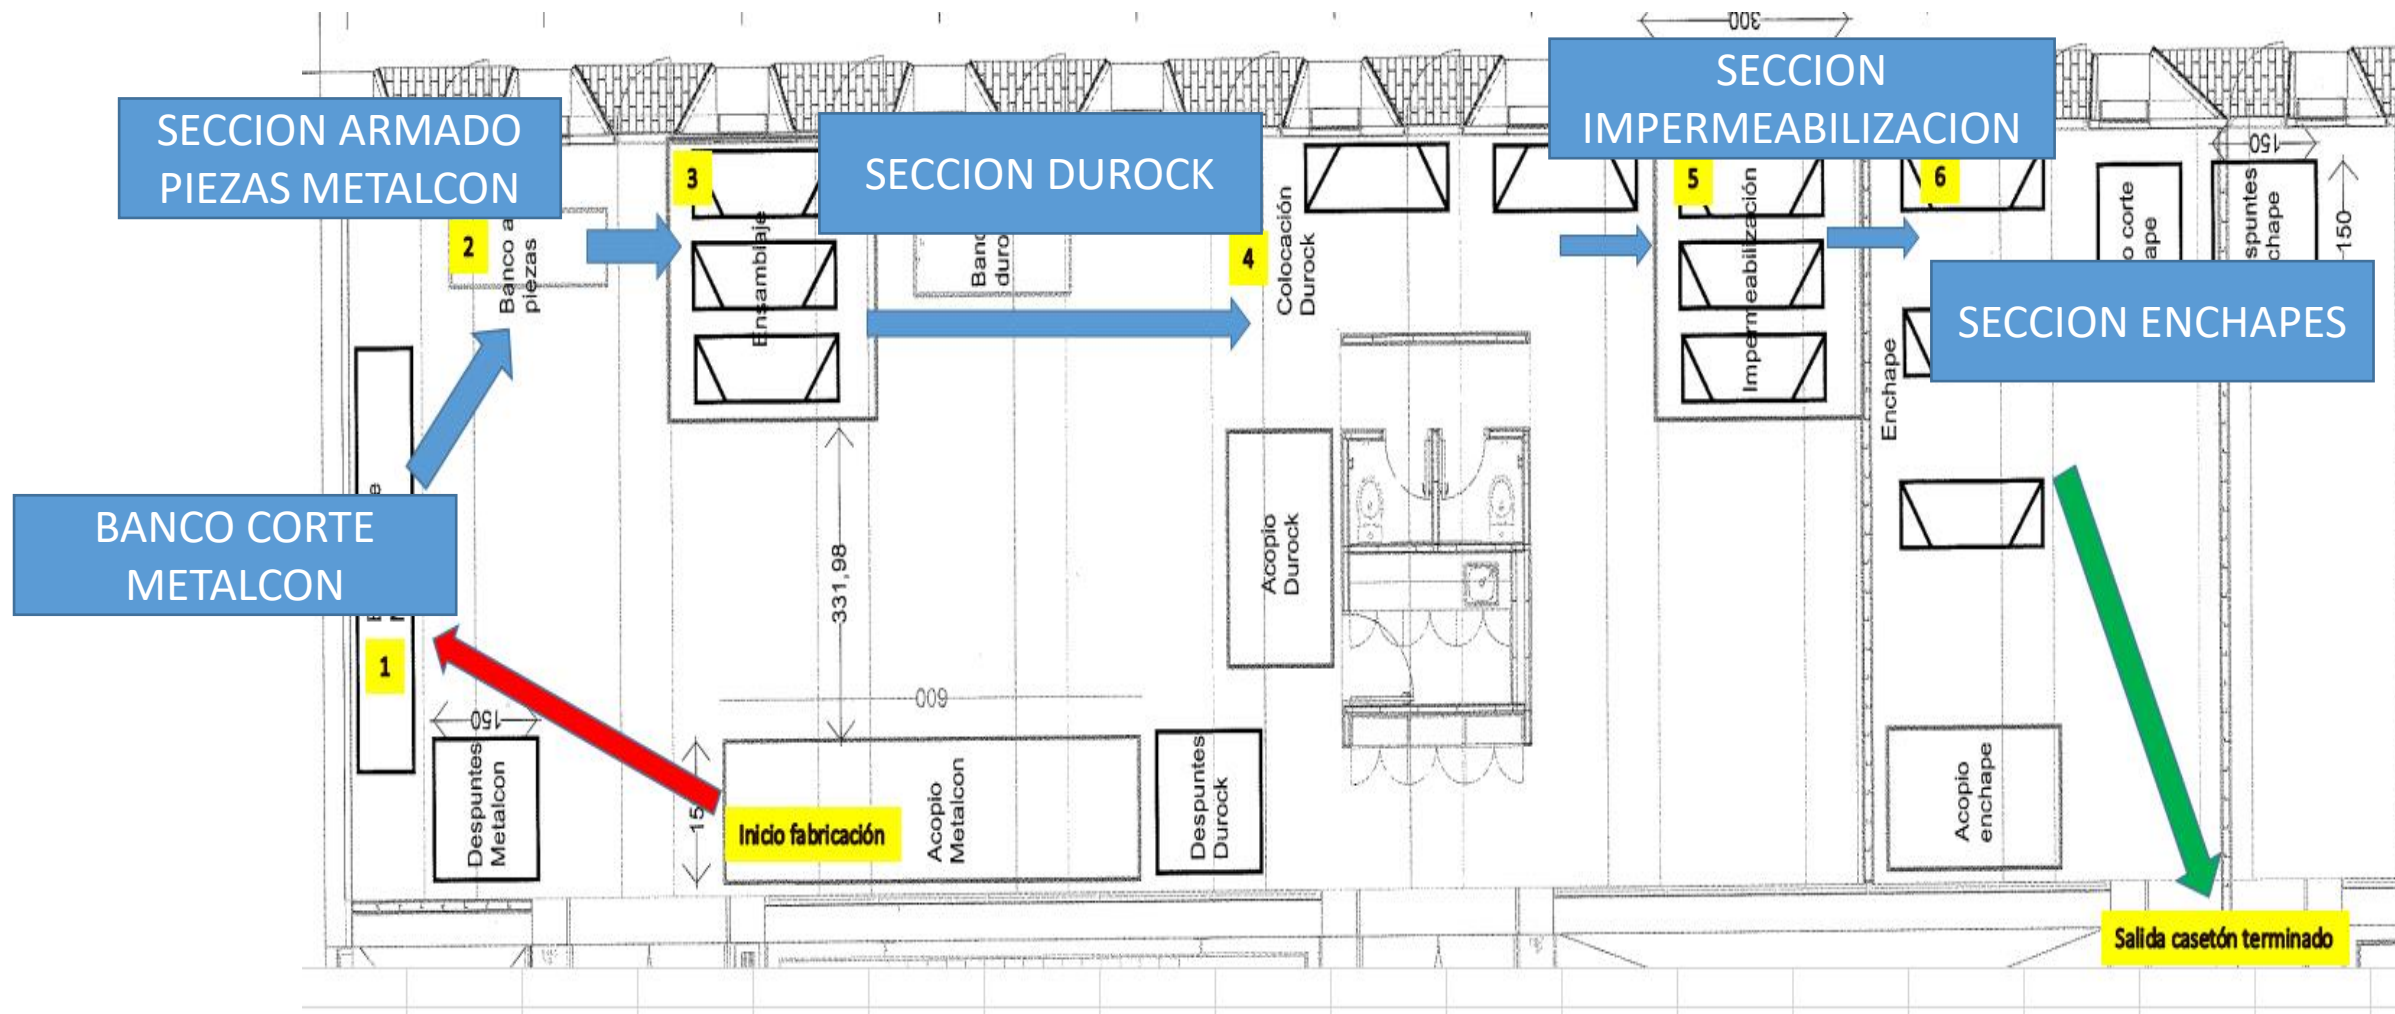 300
SECCION
IMPERMEABILIZACION
SECCION ARMADO
PIEZAS METALCON
SECCION DUROCK
150
2
Banco a
piezas
3
Ensamblaje
durock
4
Colocación
Durock
5
Impermeabilización
6
150
corte
SECCION ENCHAPES
Enchape
BANCO CORTE
METALCON
1
331,98
Acopio
Durock
600
150
Despuntes
Metalcon
15
Inicio fabricación
Acopio
Metalcon
Despuntes
Durock
Acopio
enchape
Salida casetón terminado